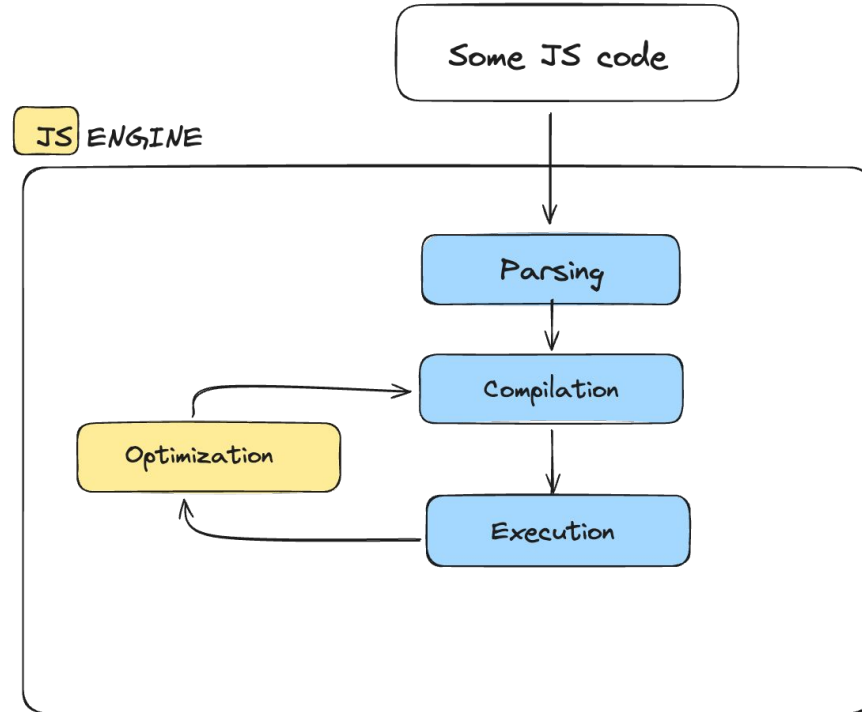 Some JS code
JS ENGINE
Parsing
Compilation
Optimization
Execution